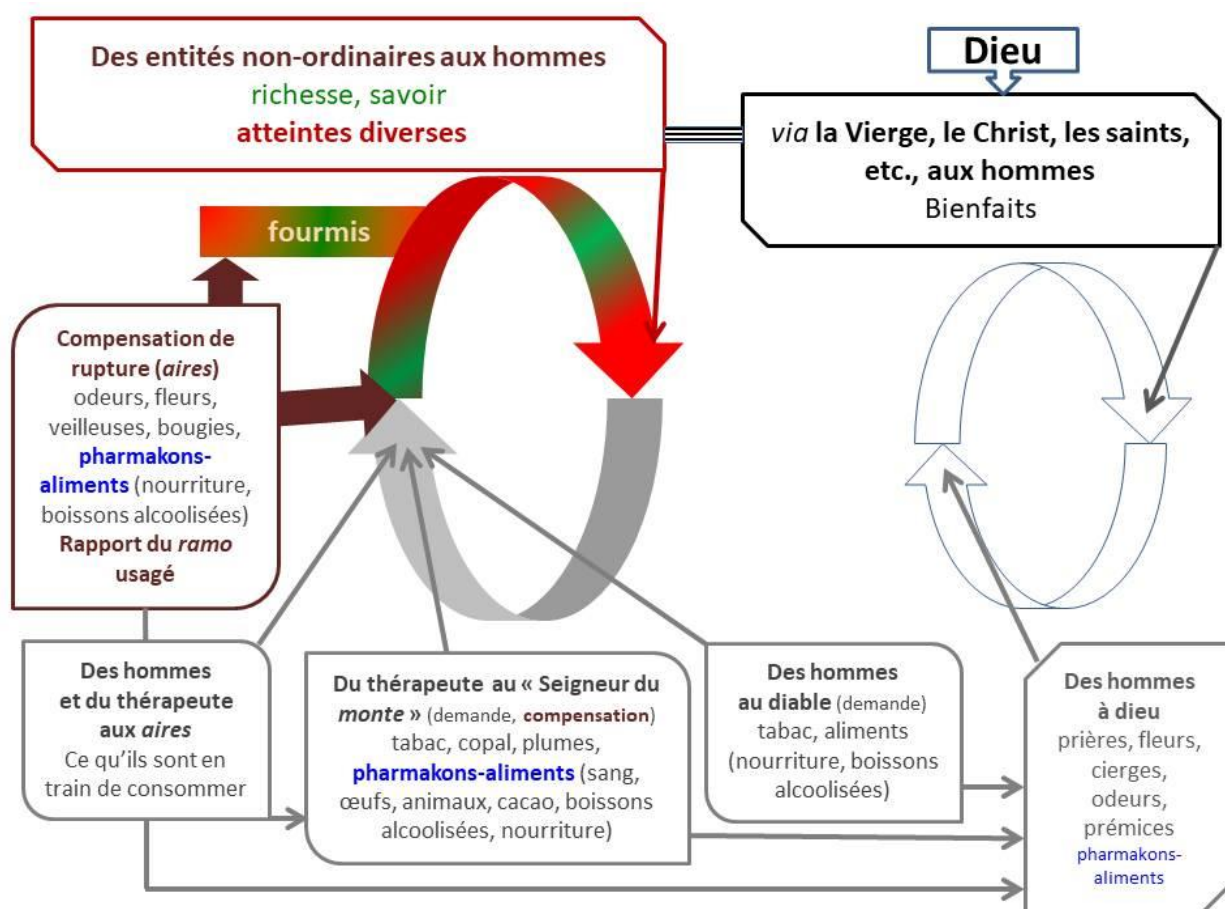 Des entités non-ordinaires aux hommes
richesse, savoir
atteintes diverses
Dieu
via la Vierge, le Christ, les saints,
etc., aux hommes
Bienfaits
fourmis
Compensation de
rupture (aires)
odeurs, fleurs,
veilleuses, bougies,
pharmakons-
aliments (nourriture,
boissons alcoolisées)
Rapport du ramo
usagé
Des hommes
et du thérapeute
aux aires
Ce qu’ils sont en
train de consommer
Du thérapeute au « Seigneur du
monte » (demande, compensation)
tabac, copal, plumes,
pharmakons-aliments (sang,
œufs, animaux, cacao, boissons
alcoolisées, nourriture)
Des hommes
au diable (demande)
tabac, aliments
(nourriture, boissons
alcoolisées)
Des hommes
à dieu
prières, fleurs,
cierges,
odeurs,
prémices
pharmakons-
aliments